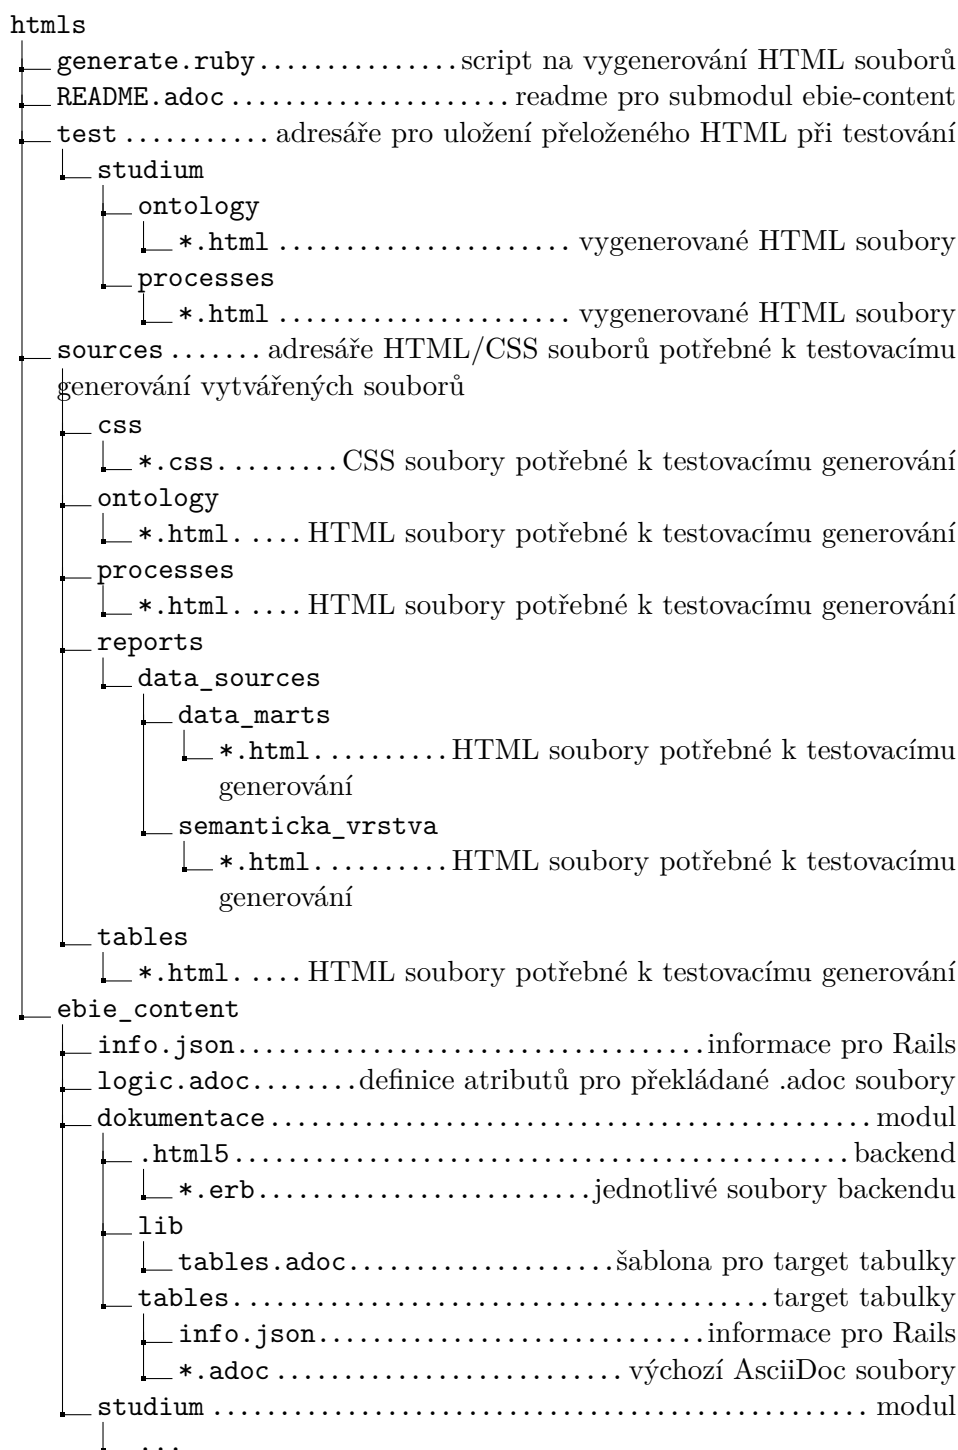 htmls
generate.ruby...............script na vygenerování HTML souborů
README.adoc.....................readme pro submodul ebie-content
test...........adresáře pro uložení přeloženého HTML při testování
studium
ontology
*.html......................vygenerované HTML soubory
processes
*.html......................vygenerované HTML soubory
sources.......adresáře HTML/CSS souborů potřebné k testovacímu
generování vytvářených souborů
css
*.css.........CSS soubory potřebné k testovacímu generování
ontology
*.html.....HTML soubory potřebné k testovacímu generování
processes
*.html.....HTML soubory potřebné k testovacímu generování
reports
data_sources
data_marts
*.html..........HTML soubory potřebné k testovacímu
generování
semanticka_vrstva
*.html..........HTML soubory potřebné k testovacímu
generování
tables
*.html.....HTML soubory potřebné k testovacímu generování
ebie_content
info.json...................................informace pro Rails
logic.adoc........definice atributů pro překládané .adoc soubory
dokumentace.............................................modul
.html5..............................................backend
*.erb.........................jednotlivé soubory backendu
lib
tables.adoc....................šablona pro target tabulky
tables........................................target tabulky
info.json.............................informace pro Rails
*.adoc..........................výchozí AsciiDoc soubory
studium.................................................modul
...